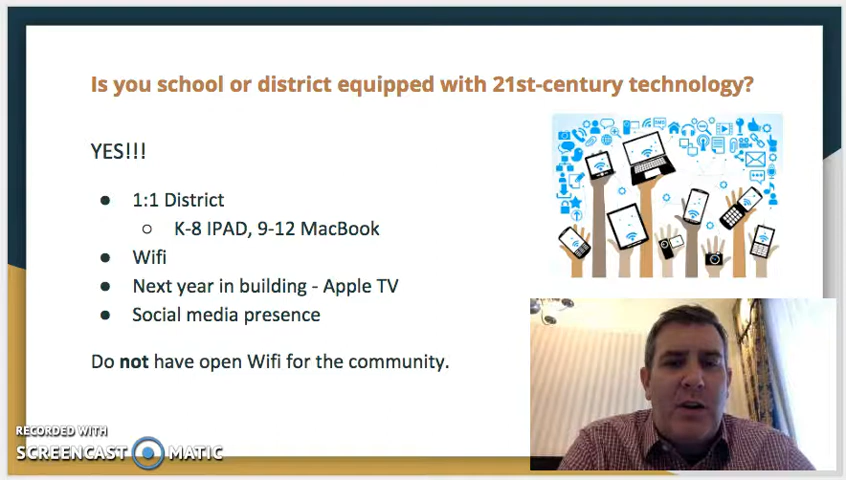 Is you school or district equipped with 21st-century technology?
YES!!!
● 1:1 District
○ K-8 IPAD, 9-12 MacBook
● Wifi
● Next year in building - Apple TV
● Social media presence
Do not have open Wifi for the community.
RECORDED WITH
SCREENCAST MATIC